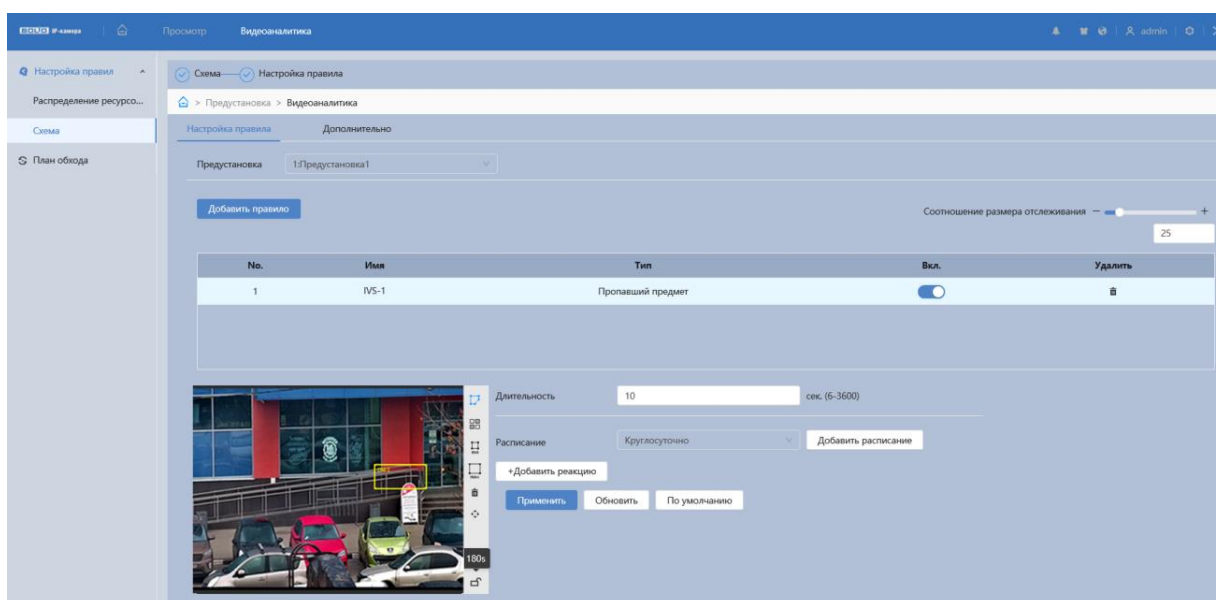 BOLID IP-камера Просмотр Видеоаналитика admin
Настройка правил
Распределение ресурсо...
Схема
План обхода
Схема Настройка правила
> Предустановка > Видеоаналитика
Настройка правила Дополнительно
Предустановка 1:Предустановка1
Добавить правило
Соотношение размера отслеживания − +
25
No. Имя Тип Вкл. Удалить
1 IVS-1 Пропавший предмет
Длительность 10 сек. (6-3600)
Расписание Круглосуточно Добавить расписание
+Добавить реакцию
Применить Обновить По умолчанию
180s